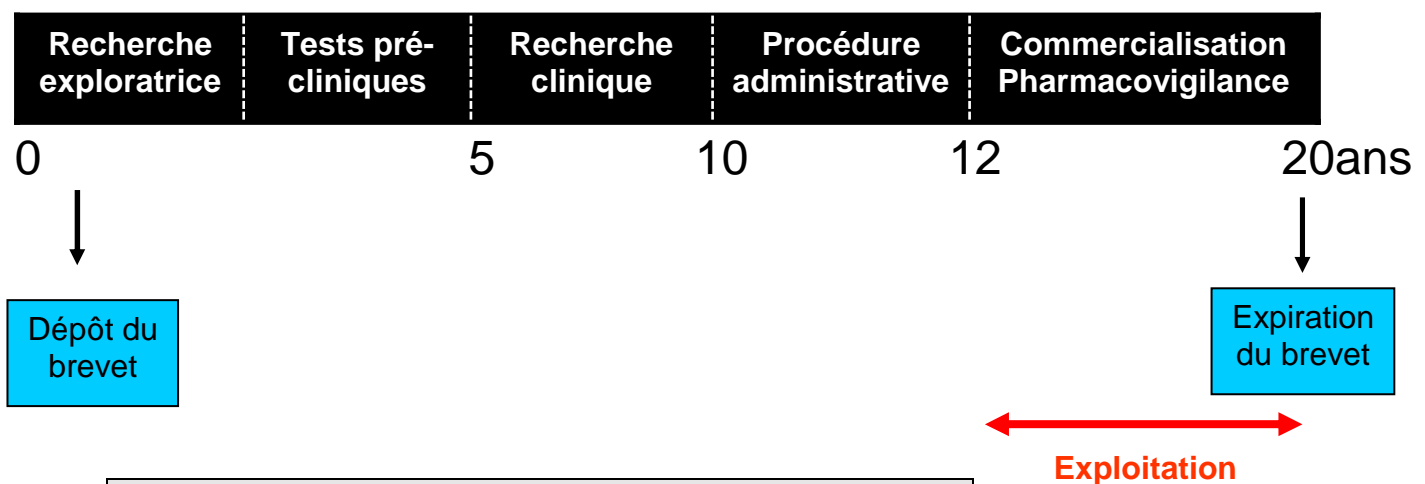 Recherche
exploratrice
Tests pré-
cliniques
Recherche
clinique
Procédure
administrative
Commercialisation
Pharmacovigilance
0
5
10
12
20ans
Dépôt du
brevet
Expiration
du brevet
Exploitation